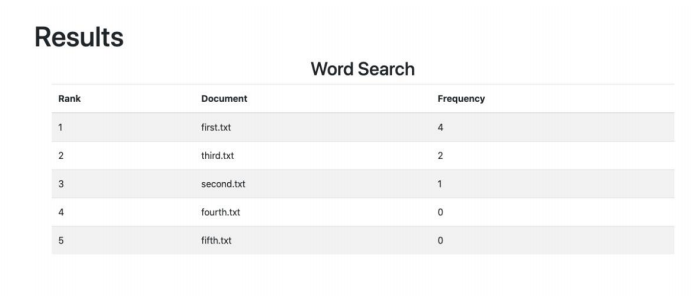 Results
Word Search
Rank Document Frequency
1 first.txt 4
2 third.txt 2
3 second.txt 1
4 fourth.txt 0
5 fifth.txt 0